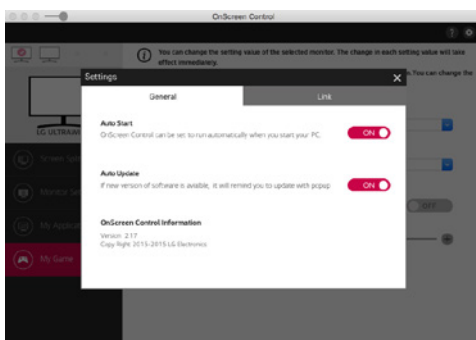 OnScreen Control
You can change the setting value of the selected monitor. The change in each setting value will take
effect immediately.
n. You can change the
Settings
General
Link
LG ULTRAWI
Auto Start
OnScreen Control can be set to run automatically when you start your PC.
ON
Screen Split
Auto Update
If new version of software is avaible, it will remind you to update with popup
ON
Monitor Set
OFF
OnScreen Control Information
My Applicat
Version 2.17
Copy Right 2015-2015 LG Electronics
My Game